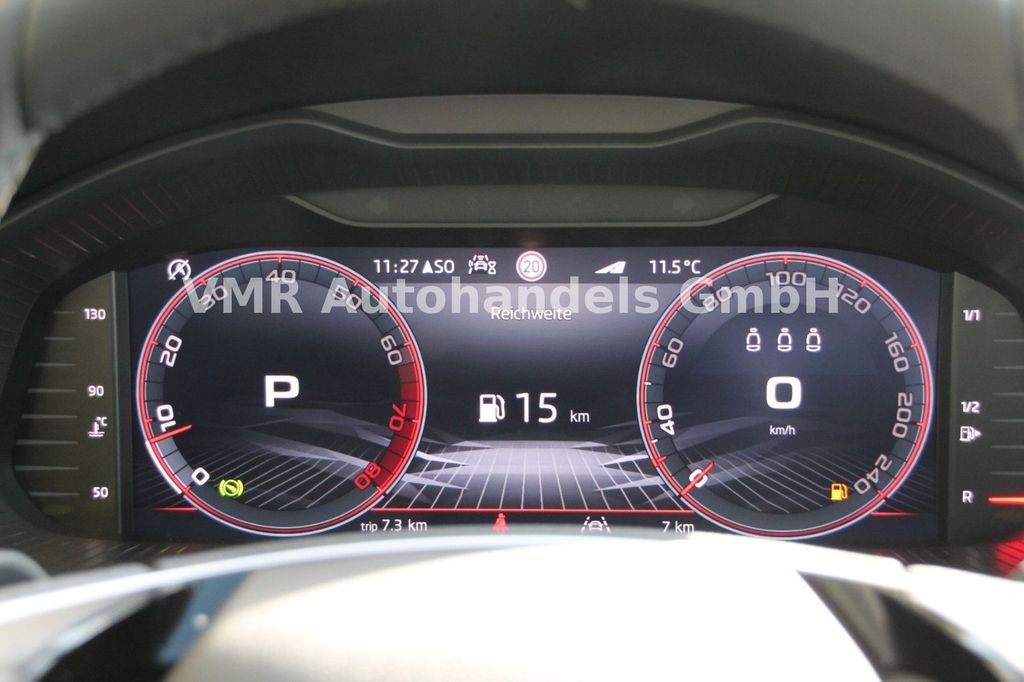 11:27 SO 20 11.5°C
VMR Autohandels GmbH
Reichweite
15 km
0 10 20 30 40 50 60 70 80
P
0 40 60 80 100 120 160 200 240
0
km/h
trip 7.3 km
7 km
130
90
°C
50
1/1
1/2
R